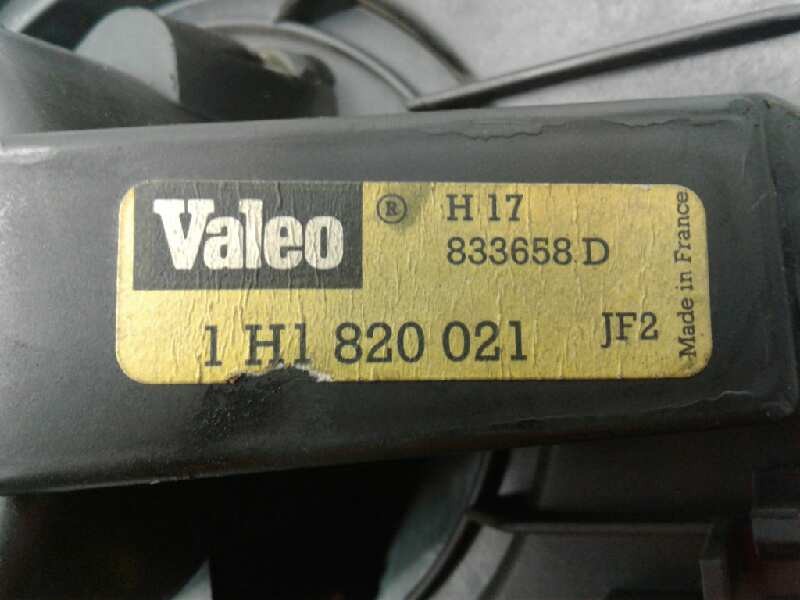 Valeo ® H 17
833658 D
1 H1 820 021 JF2
Made in France